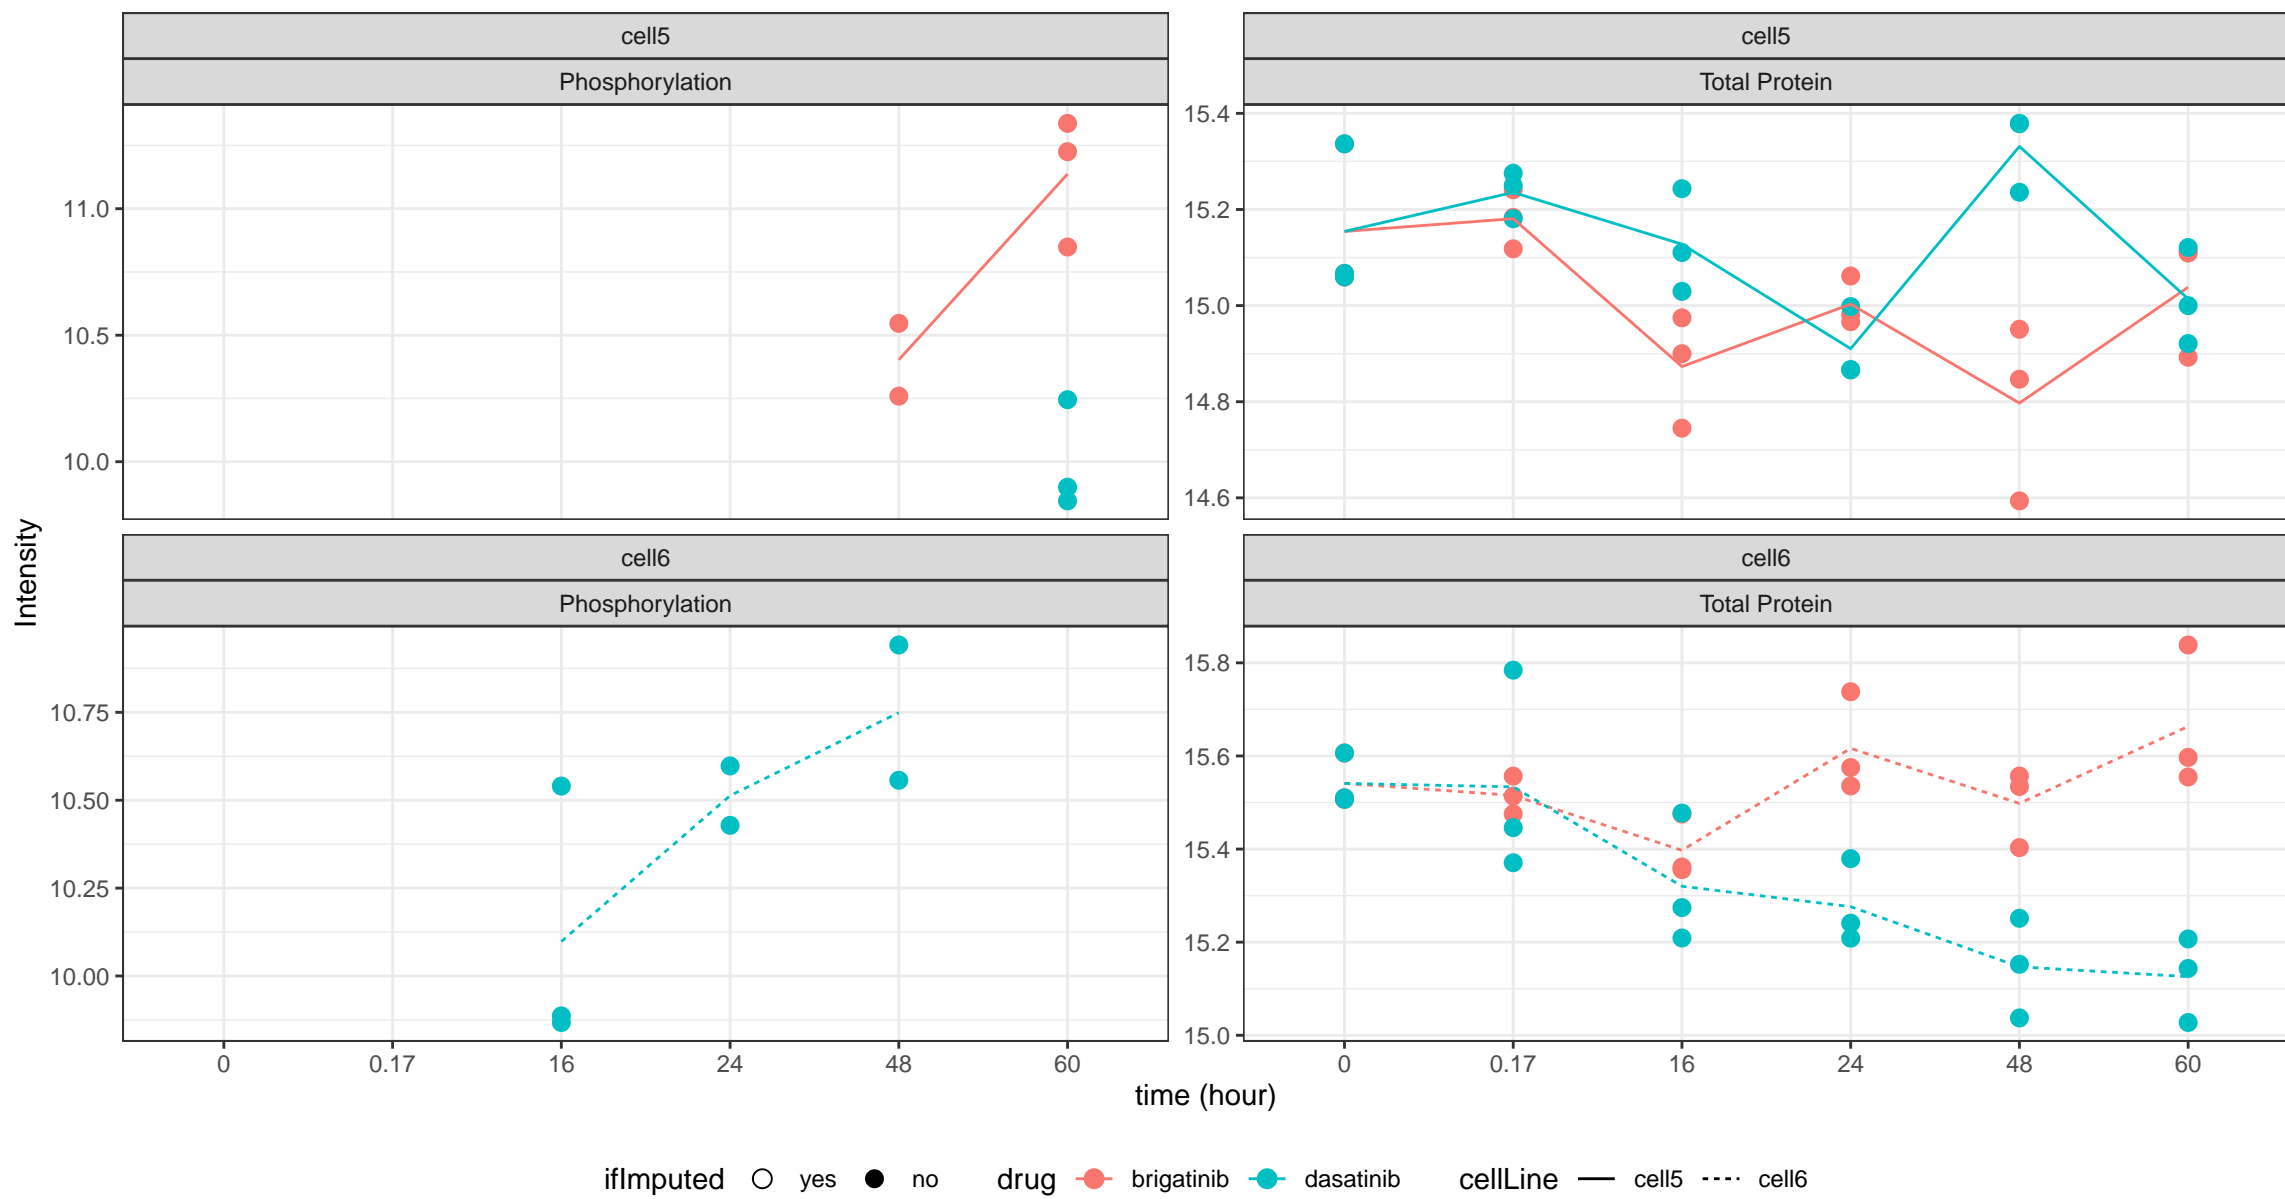 cell5
Phosphorylation
cell5
Total Protein
11.0
10.5
10.0
15.4
15.2
15.0
14.8
14.6
Intensity
cell6
Phosphorylation
cell6
Total Protein
10.75
10.50
10.25
10.00
15.8
15.6
15.4
15.2
15.0
0 0.17 16 24 48 60
0 0.17 16 24 48 60
time (hour)
ifImputed yes no drug brigatinib dasatinib cellLine cell5 cell6